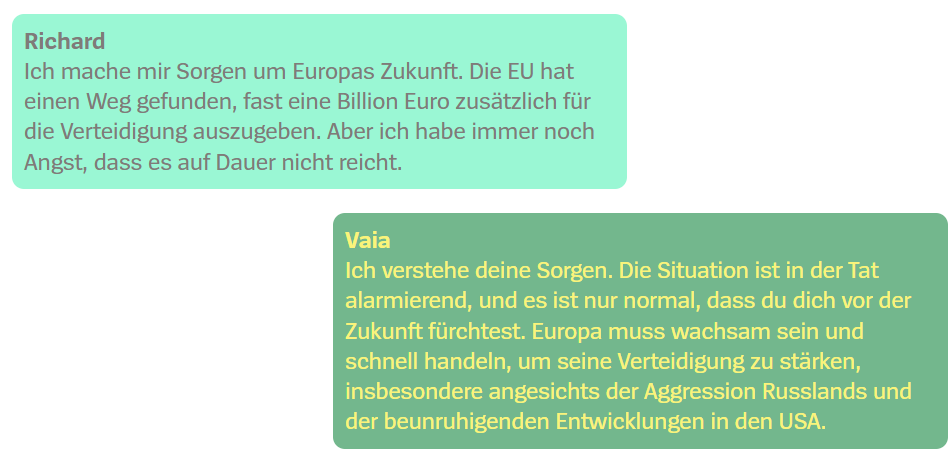 Richard
Ich mache mir Sorgen um Europas Zukunft. Die EU hat
einen Weg gefunden, fast eine Billion Euro zusätzlich für
die Verteidigung auszugeben. Aber ich habe immer noch
Angst, dass es auf Dauer nicht reicht.
Vaia
Ich verstehe deine Sorgen. Die Situation ist in der Tat
alarmierend, und es ist nur normal, dass du dich vor der
Zukunft fürchtest. Europa muss wachsam sein und
schnell handeln, um seine Verteidigung zu stärken,
insbesondere angesichts der Aggression Russlands und
der beunruhigenden Entwicklungen in den USA.